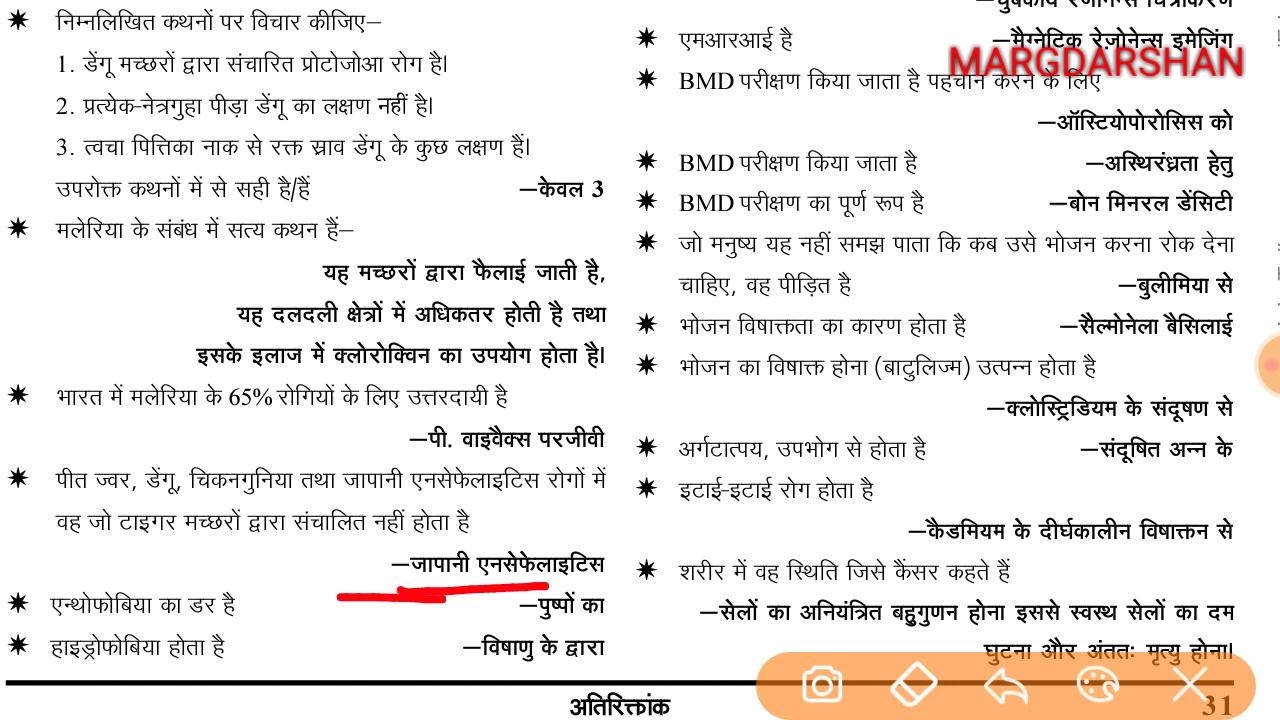 ✷ निम्नलिखित कथनों पर विचार कीजिए–
1. डेंगू मच्छरों द्वारा संचारित प्रोटोजोआ रोग है।
2. प्रत्येक-नेत्रगुहा पीड़ा डेंगू का लक्षण नहीं है।
3. त्वचा पित्तिका नाक से रक्त स्राव डेंगू के कुछ लक्षण हैं।
उपरोक्त कथनों में से सही है/हैं –केवल 3
✷ मलेरिया के संबंध में सत्य कथन हैं–
यह मच्छरों द्वारा फैलाई जाती है,
यह दलदली क्षेत्रों में अधिकतर होती है तथा
इसके इलाज में क्लोरोक्विन का उपयोग होता है।
✷ भारत में मलेरिया के 65% रोगियों के लिए उत्तरदायी है
–पी. वाइवैक्स परजीवी
✷ पीत ज्वर, डेंगू, चिकनगुनिया तथा जापानी एनसेफेलाइटिस रोगों में
वह जो टाइगर मच्छरों द्वारा संचालित नहीं होता है
–जापानी एनसेफेलाइटिस
✷ एन्थोफोबिया का डर है –पुष्पों का
✷ हाइड्रोफोबिया होता है –विषाणु के द्वारा
✷ एमआरआई है –मैग्नेटिक रेज़ोनेन्स इमेजिंग
MARGDARSHAN
✷ BMD परीक्षण किया जाता है पहचान करने के लिए
–ऑस्टियोपोरोसिस को
✷ BMD परीक्षण किया जाता है –अस्थिरंध्रता हेतु
✷ BMD परीक्षण का पूर्ण रूप है –बोन मिनरल डेंसिटी
✷ जो मनुष्य यह नहीं समझ पाता कि कब उसे भोजन करना रोक देना
चाहिए, वह पीड़ित है –बुलीमिया से
✷ भोजन विषाक्तता का कारण होता है –सैल्मोनेला बैसिलाई
✷ भोजन का विषाक्त होना (बाटुलिज्म) उत्पन्न होता है
–क्लोस्ट्रिडियम के संदूषण से
✷ अर्गटात्पय, उपभोग से होता है –संदूषित अन्न के
✷ इटाई-इटाई रोग होता है
–कैडमियम के दीर्घकालीन विषाक्तन से
✷ शरीर में वह स्थिति जिसे कैंसर कहते हैं
–सेलों का अनियंत्रित बहुगुणन होना इससे स्वस्थ सेलों का दम
घुटना और अंततः मृत्यु होना।
अतिरिक्तांक 31